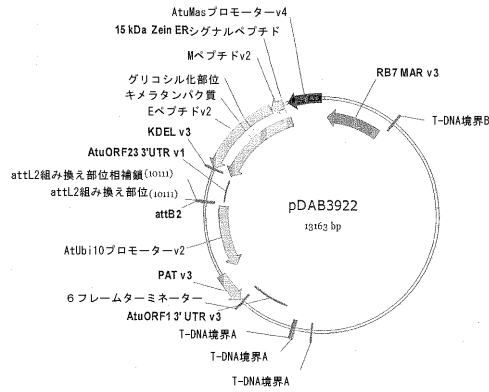 AtuMasプロモーターv4
15 kDa Zein ERシグナルペプチド
Mペプチドv2
グリコシル化部位
キメラタンパク質
Eペプチドv2
KDEL v3
AtuORF23 3'UTR v1
attL2組み換え部位相補鎖(10111)
attL2組み換え部位(10111)
attB2
AtUbi10プロモーターv2
PAT v3
6フレームターミネーター
AtuORF1 3' UTR v3
T-DNA境界A
T-DNA境界A
T-DNA境界A
RB7 MAR v3
T-DNA境界B
pDAB3922
13163 bp